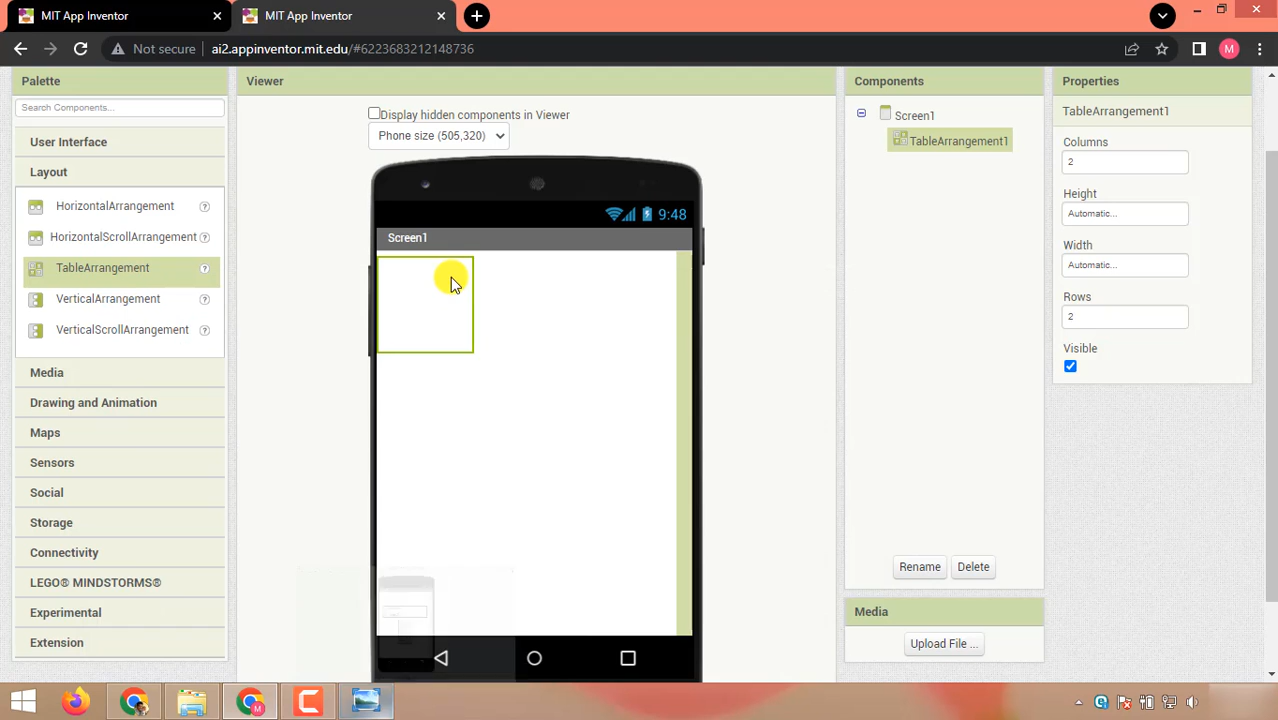 MIT App Inventor
MIT App Inventor
Not secure
ai2.appinventor.mit.edu/#6223683212148736
M
Palette
Search Components...
User Interface
Layout
HorizontalArrangement
HorizontalScrollArrangement
TableArrangement
VerticalArrangement
VerticalScrollArrangement
Media
Drawing and Animation
Maps
Sensors
Social
Storage
Connectivity
LEGO® MINDSTORMS®
Experimental
Extension
Viewer
Display hidden components in Viewer
Phone size (505,320)
9:48
Screen1
Components
Screen1
TableArrangement1
Rename
Delete
Media
Upload File ...
Properties
TableArrangement1
Columns
2
Height
Automatic...
Width
Automatic...
Rows
2
Visible